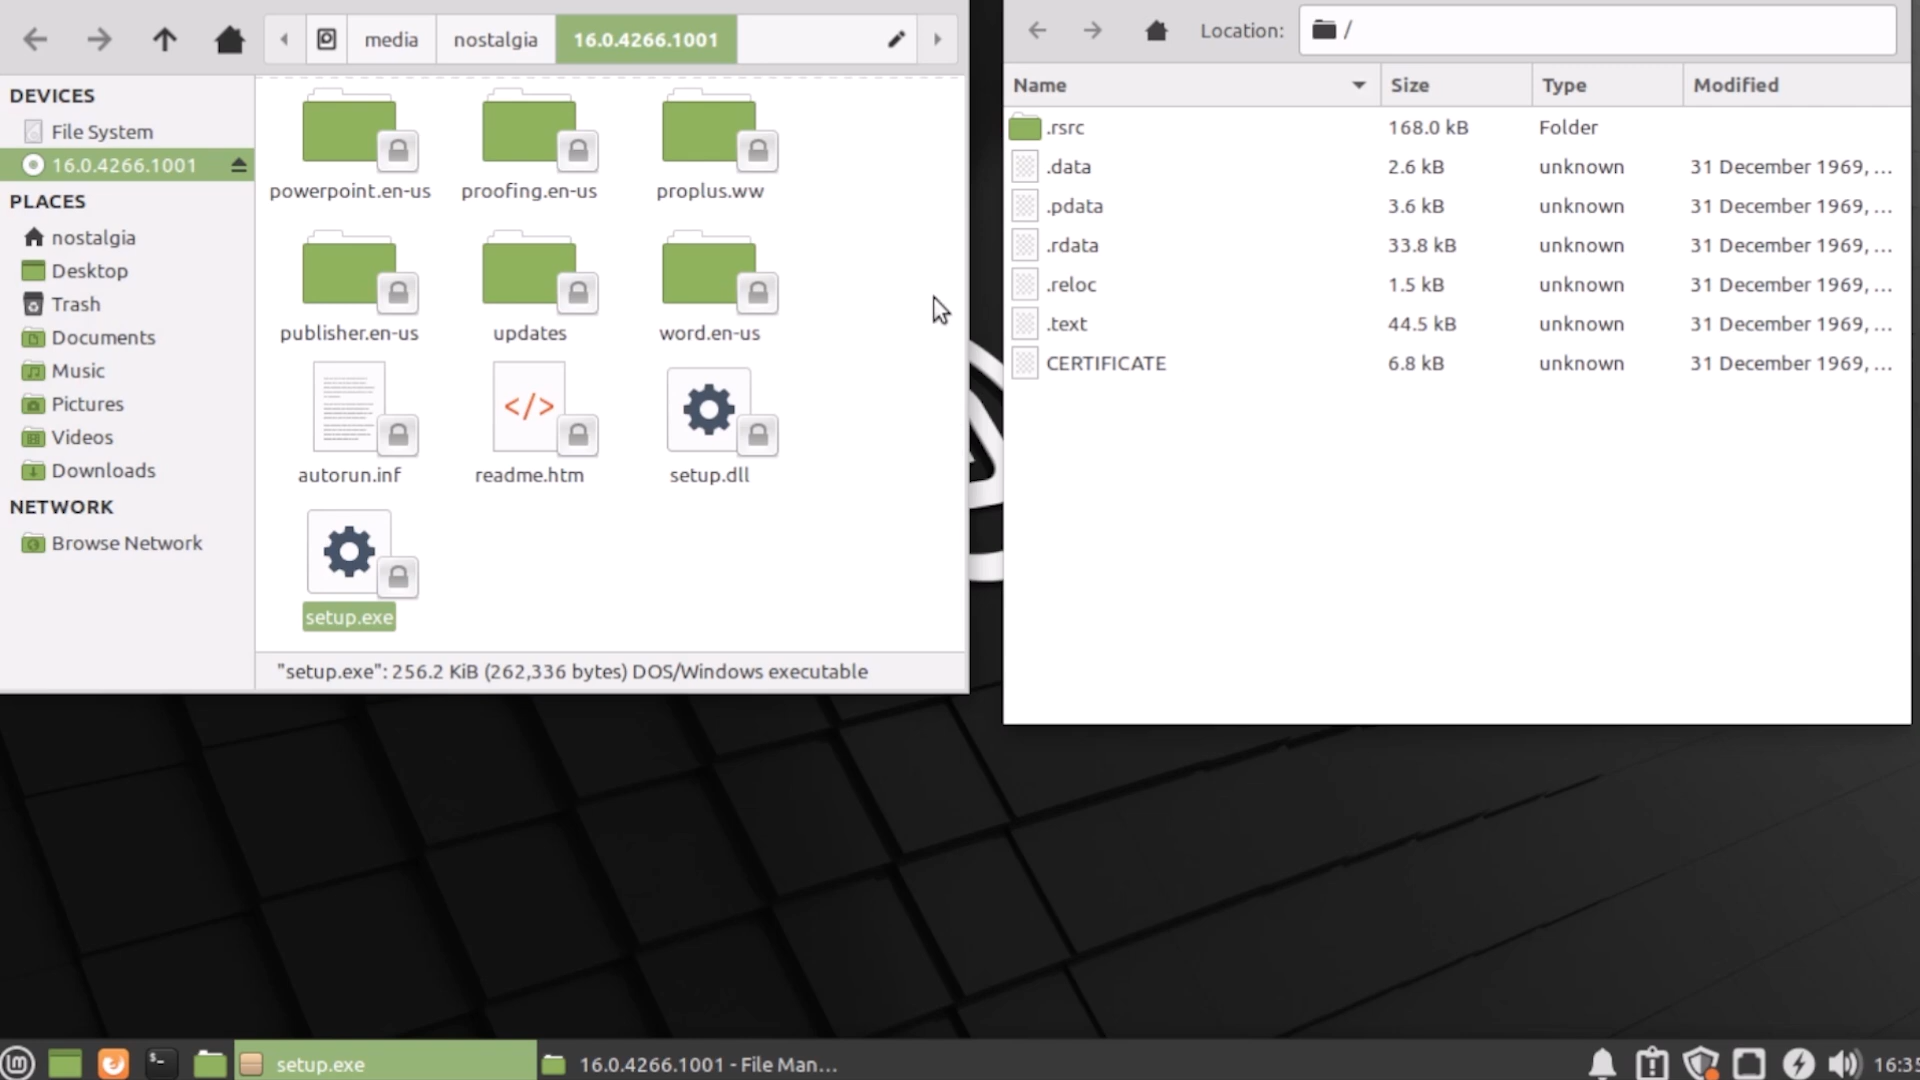 media
nostalgia
16.0.4266.1001
DEVICES
File System
16.0.4266.1001
PLACES
nostalgia
Desktop
Trash
Documents
Music
Pictures
Videos
Downloads
NETWORK
Browse Network
powerpoint.en-us
proofing.en-us
proplus.ww
publisher.en-us
updates
word.en-us
autorun.inf
readme.htm
setup.dll
setup.exe
"setup.exe": 256.2 KiB (262,336 bytes) DOS/Windows executable
Location: /
Name Size Type Modified
.rsrc 168.0 kB Folder
.data 2.6 kB unknown 31 December 1969, ...
.pdata 3.6 kB unknown 31 December 1969, ...
.rdata 33.8 kB unknown 31 December 1969, ...
.reloc 1.5 kB unknown 31 December 1969, ...
.text 44.5 kB unknown 31 December 1969, ...
CERTIFICATE 6.8 kB unknown 31 December 1969, ...
setup.exe
16.0.4266.1001 - File Man...
16:35